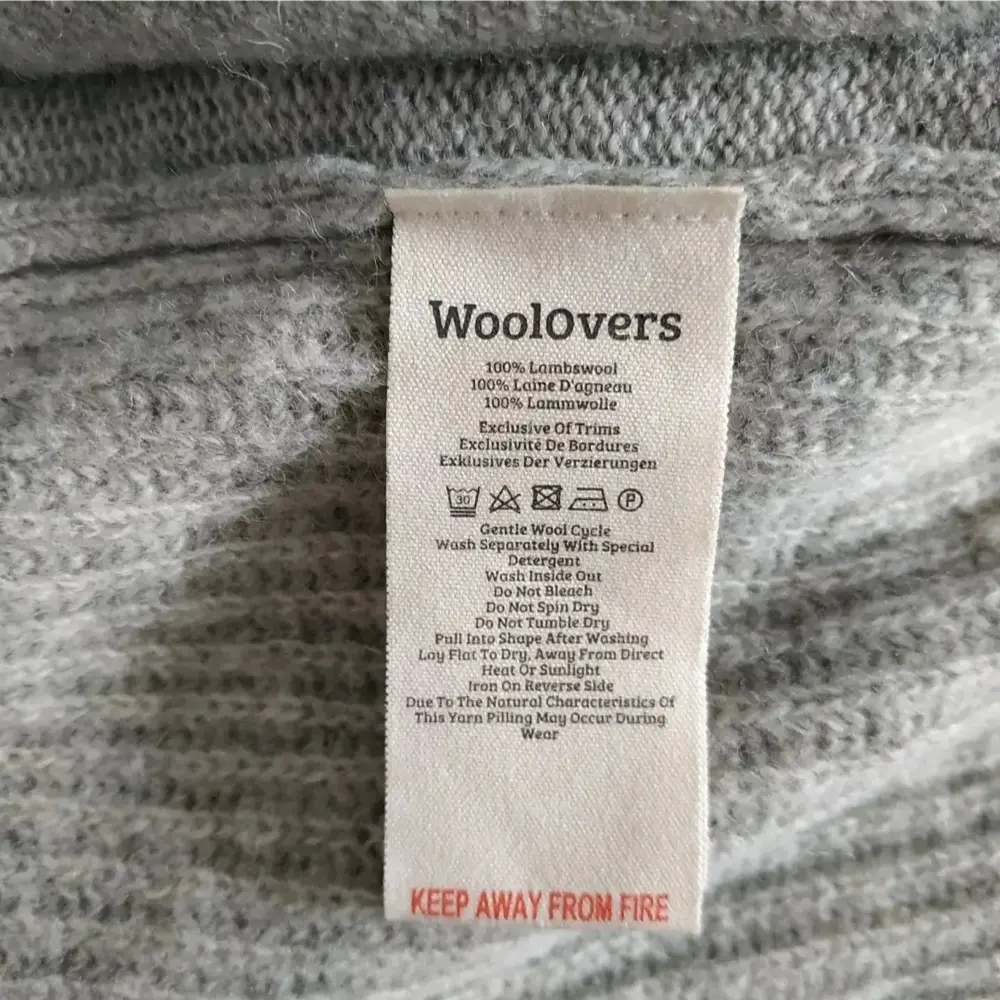 WoolOvers
100% Lambswool
100% Laine D'agneau
100% Lammwolle
Exclusive Of Trims
Exclusivité De Bordures
Exklusives Der Verzierungen
30 P
Gentle Wool Cycle
Wash Separately With Special
Detergent
Wash Inside Out
Do Not Bleach
Do Not Spin Dry
Do Not Tumble Dry
Pull Into Shape After Washing
Lay Flat To Dry, Away From Direct
Heat Or Sunlight
Iron On Reverse Side
Due To The Natural Characteristics Of
This Yarn Pilling May Occur During
Wear
KEEP AWAY FROM FIRE